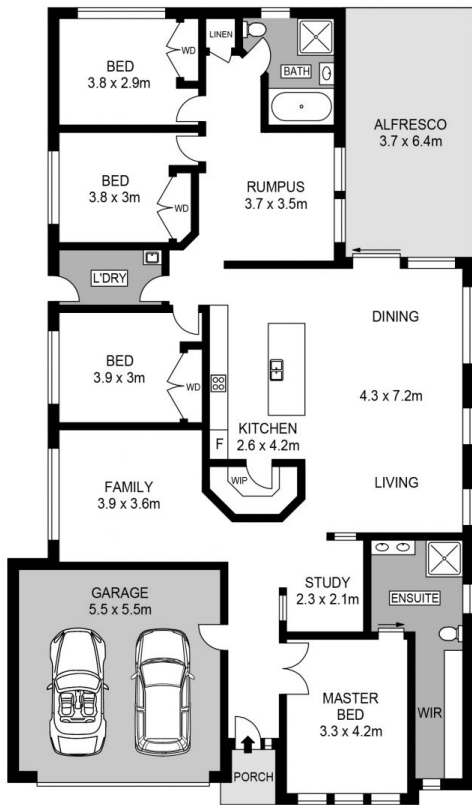 BED
3.8 x 2.9m
WD
LINEN
BATH
ALFRESCO
3.7 x 6.4m
BED
3.8 x 3m
WD
RUMPUS
3.7 x 3.5m
L'DRY
DINING
BED
3.9 x 3m
WD
4.3 x 7.2m
KITCHEN
2.6 x 4.2m
F
WIP
LIVING
FAMILY
3.9 x 3.6m
GARAGE
5.5 x 5.5m
STUDY
2.3 x 2.1m
ENSUITE
MASTER
BED
3.3 x 4.2m
WIR
PORCH